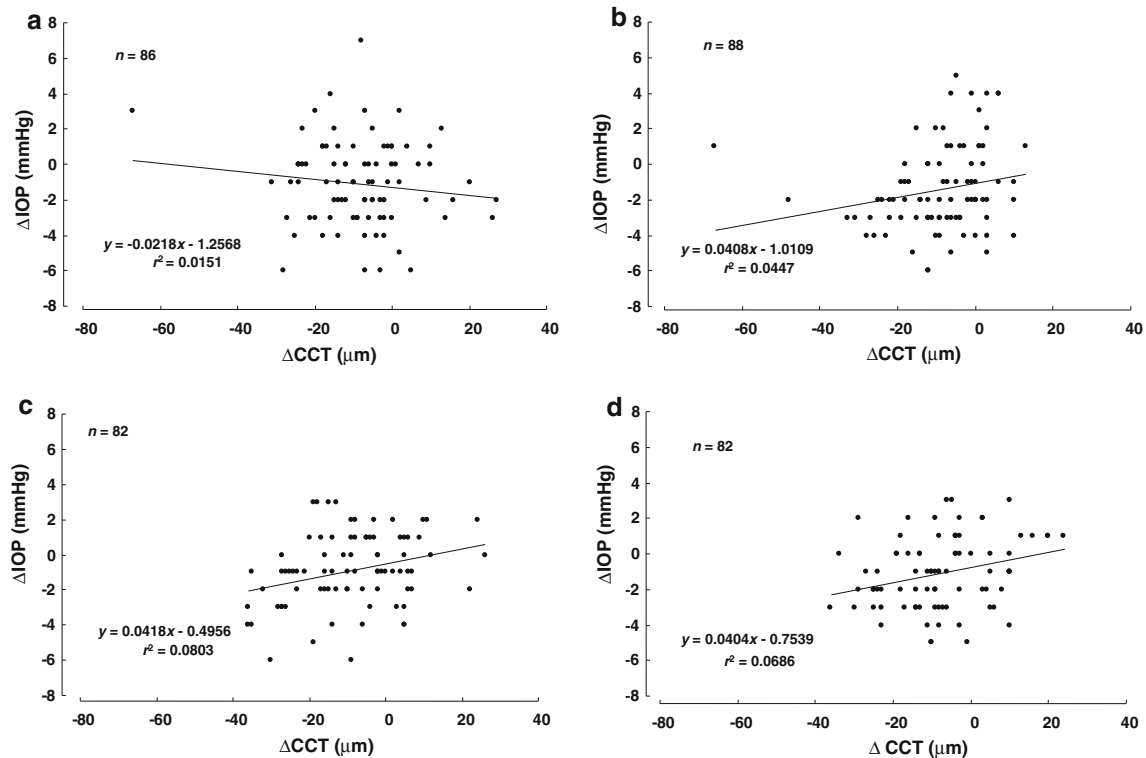 a
8
6
4
2
0
-2
-4
-6
-8
ΔIOP (mmHg)
n = 86
y = -0.0218x - 1.2568
r² = 0.0151
-80 -60 -40 -20 0 20 40
ΔCCT (μm)
b
8
6
4
2
0
-2
-4
-6
-8
ΔIOP (mmHg)
n = 88
y = 0.0408x - 1.0109
r² = 0.0447
-80 -60 -40 -20 0 20 40
ΔCCT (μm)
c
8
6
4
2
0
-2
-4
-6
-8
ΔIOP (mmHg)
n = 82
y = 0.0418x - 0.4956
r² = 0.0803
-80 -60 -40 -20 0 20 40
ΔCCT (μm)
d
8
6
4
2
0
-2
-4
-6
-8
ΔIOP (mmHg)
n = 82
y = 0.0404x - 0.7539
r² = 0.0686
-80 -60 -40 -20 0 20 40
Δ CCT (μm)